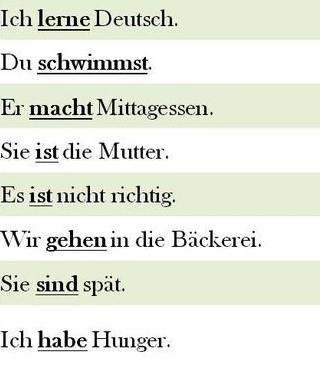 Ich lerne Deutsch.
Du schwimmst.
Er macht Mittagessen.
Sie ist die Mutter.
Es ist nicht richtig.
Wir gehen in die Bäckerei.
Sie sind spät.
Ich habe Hunger.